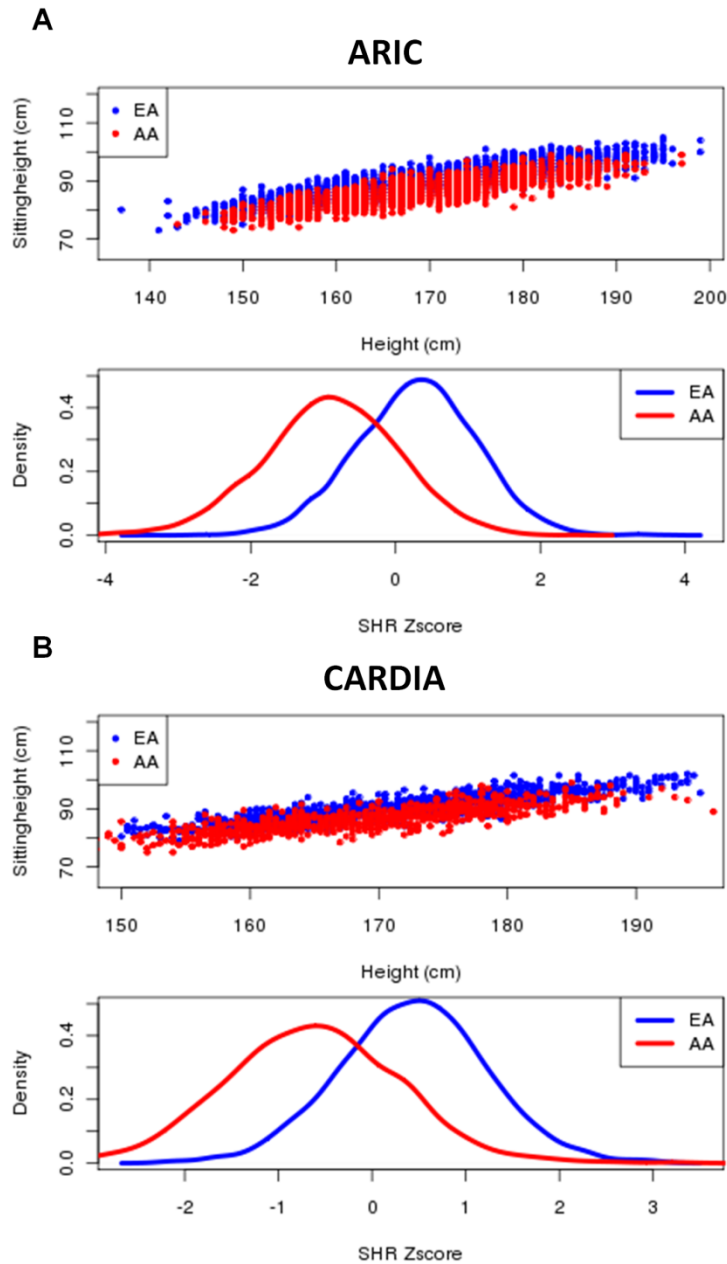 A
ARIC
EA
AA
Sittingheight (cm)
110
90
70
140 150 160 170 180 190 200
Height (cm)
EA
AA
Density
0.4
0.2
0.0
-4 -2 0 2 4
SHR Zscore
B
CARDIA
EA
AA
Sittingheight (cm)
110
90
70
150 160 170 180 190
Height (cm)
EA
AA
Density
0.4
0.2
0.0
-2 -1 0 1 2 3
SHR Zscore